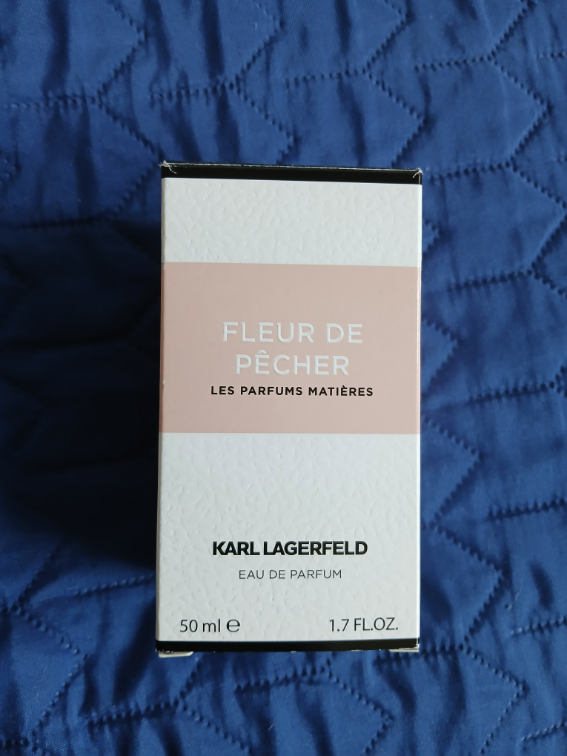 FLEUR DE
PÊCHER
LES PARFUMS MATIÈRES
KARL LAGERFELD
EAU DE PARFUM
50 ml ℮ 1.7 FL.OZ.